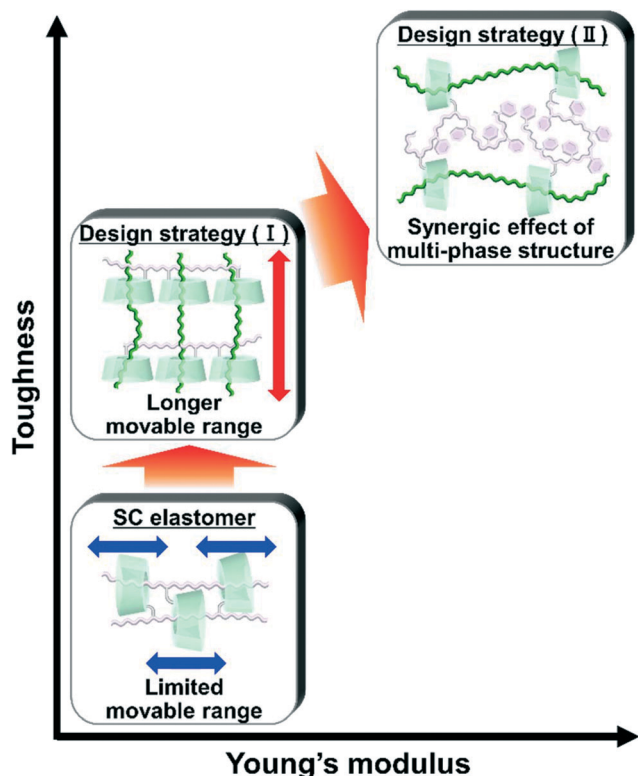 Design strategy (Ⅱ)
Synergic effect of
multi-phase structure
Design strategy (Ⅰ)
Longer
movable range
SC elastomer
Limited
movable range
Toughness
Young's modulus